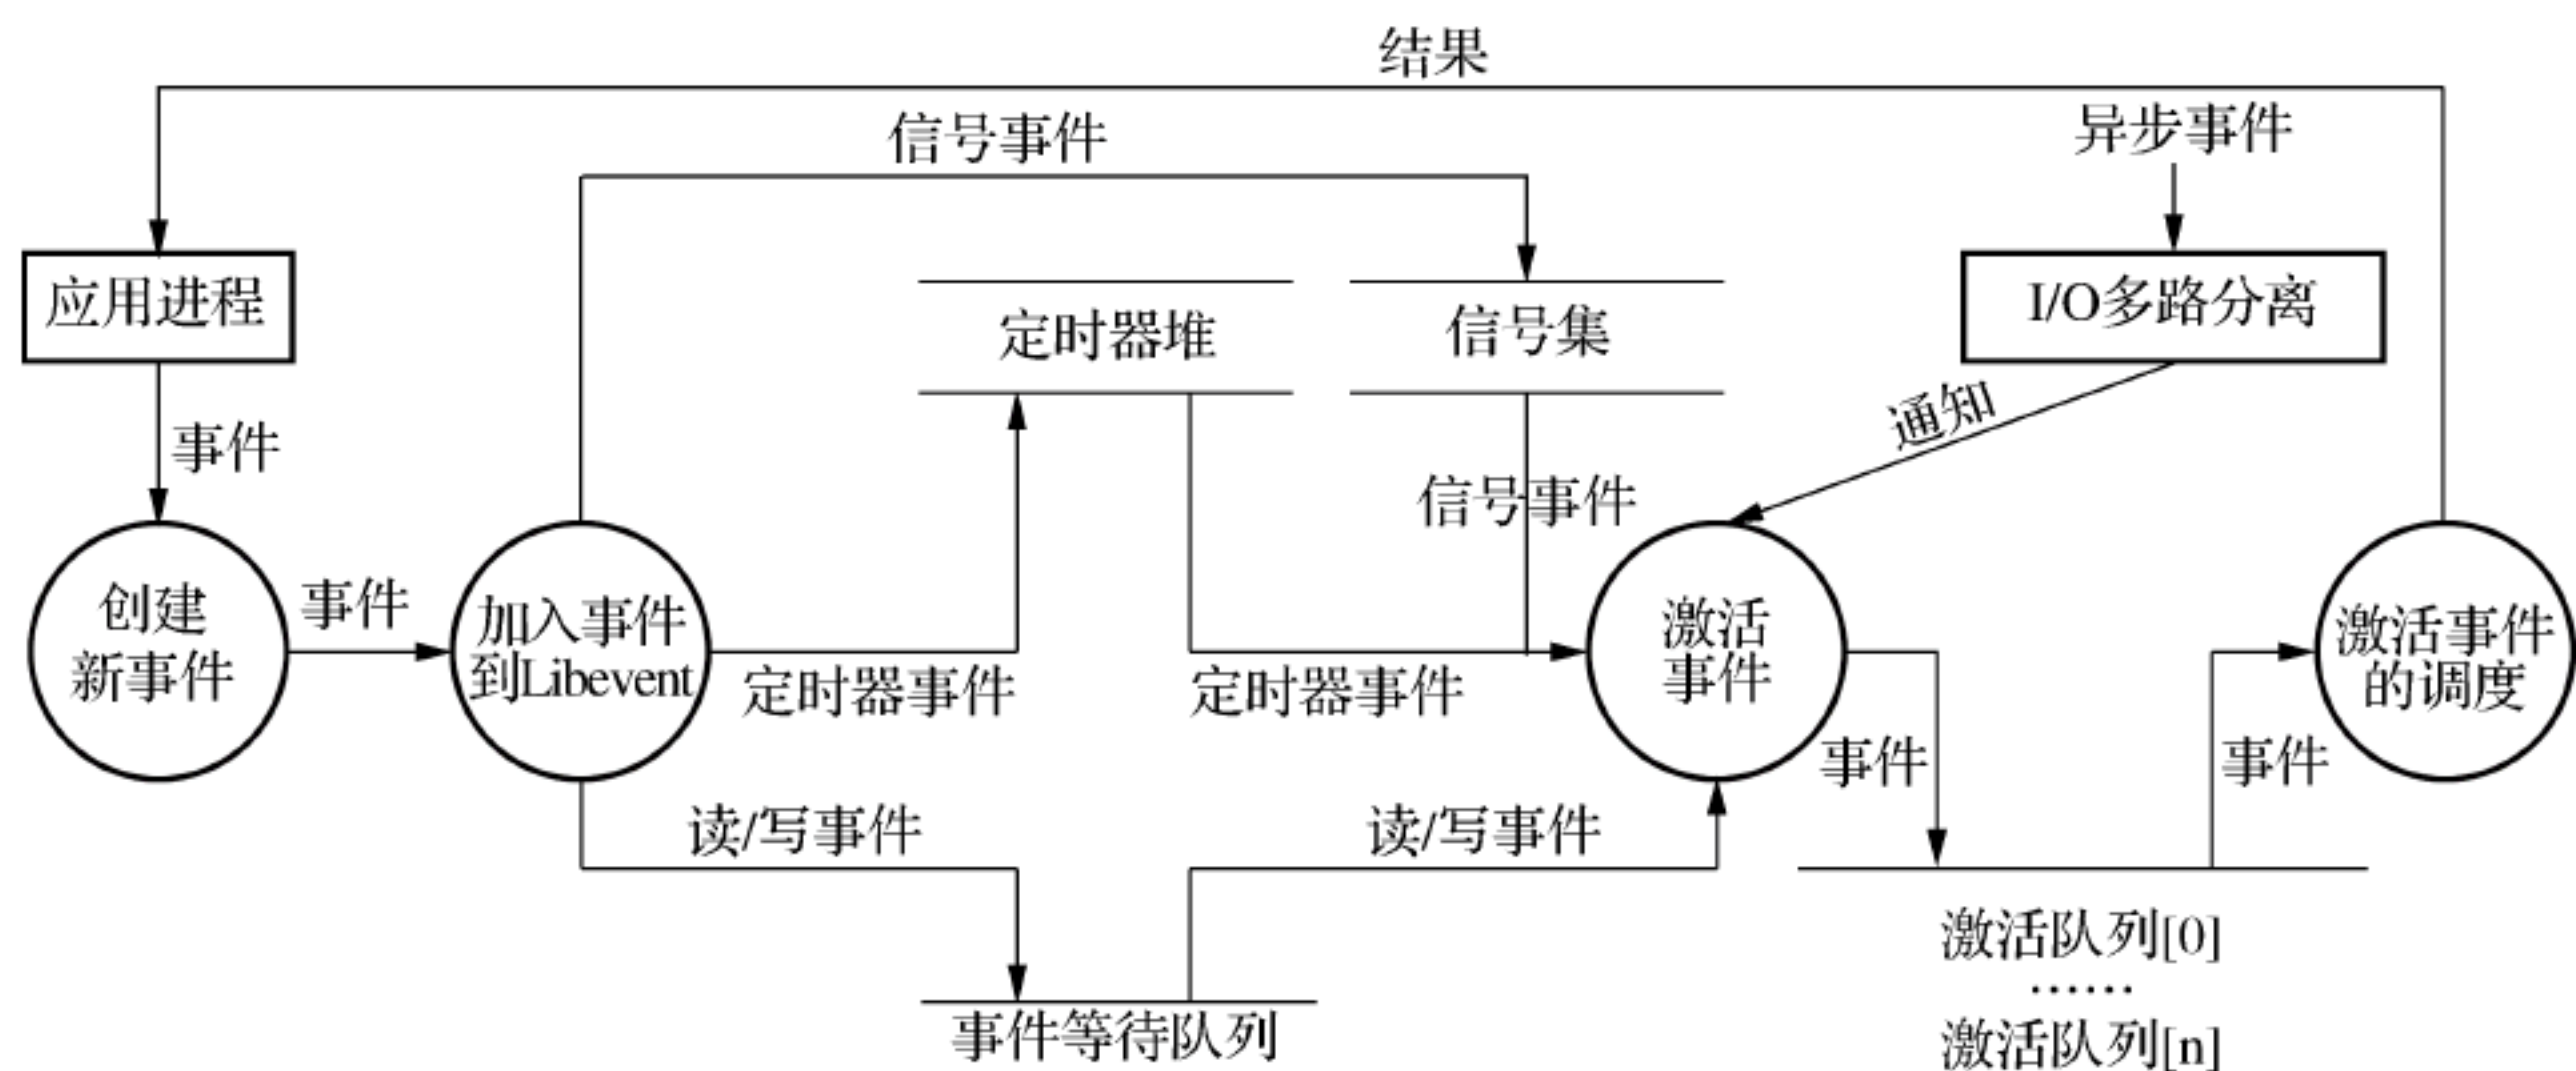 结果
信号事件
异步事件
应用进程
定时器堆
信号集
I/O多路分离
通知
事件
信号事件
创建
新事件
事件
加入事件
到Libevent
定时器事件
定时器事件
激活
事件
激活事件
的调度
事件
事件
读/写事件
读/写事件
事件等待队列
激活队列[0]
……
激活队列[n]